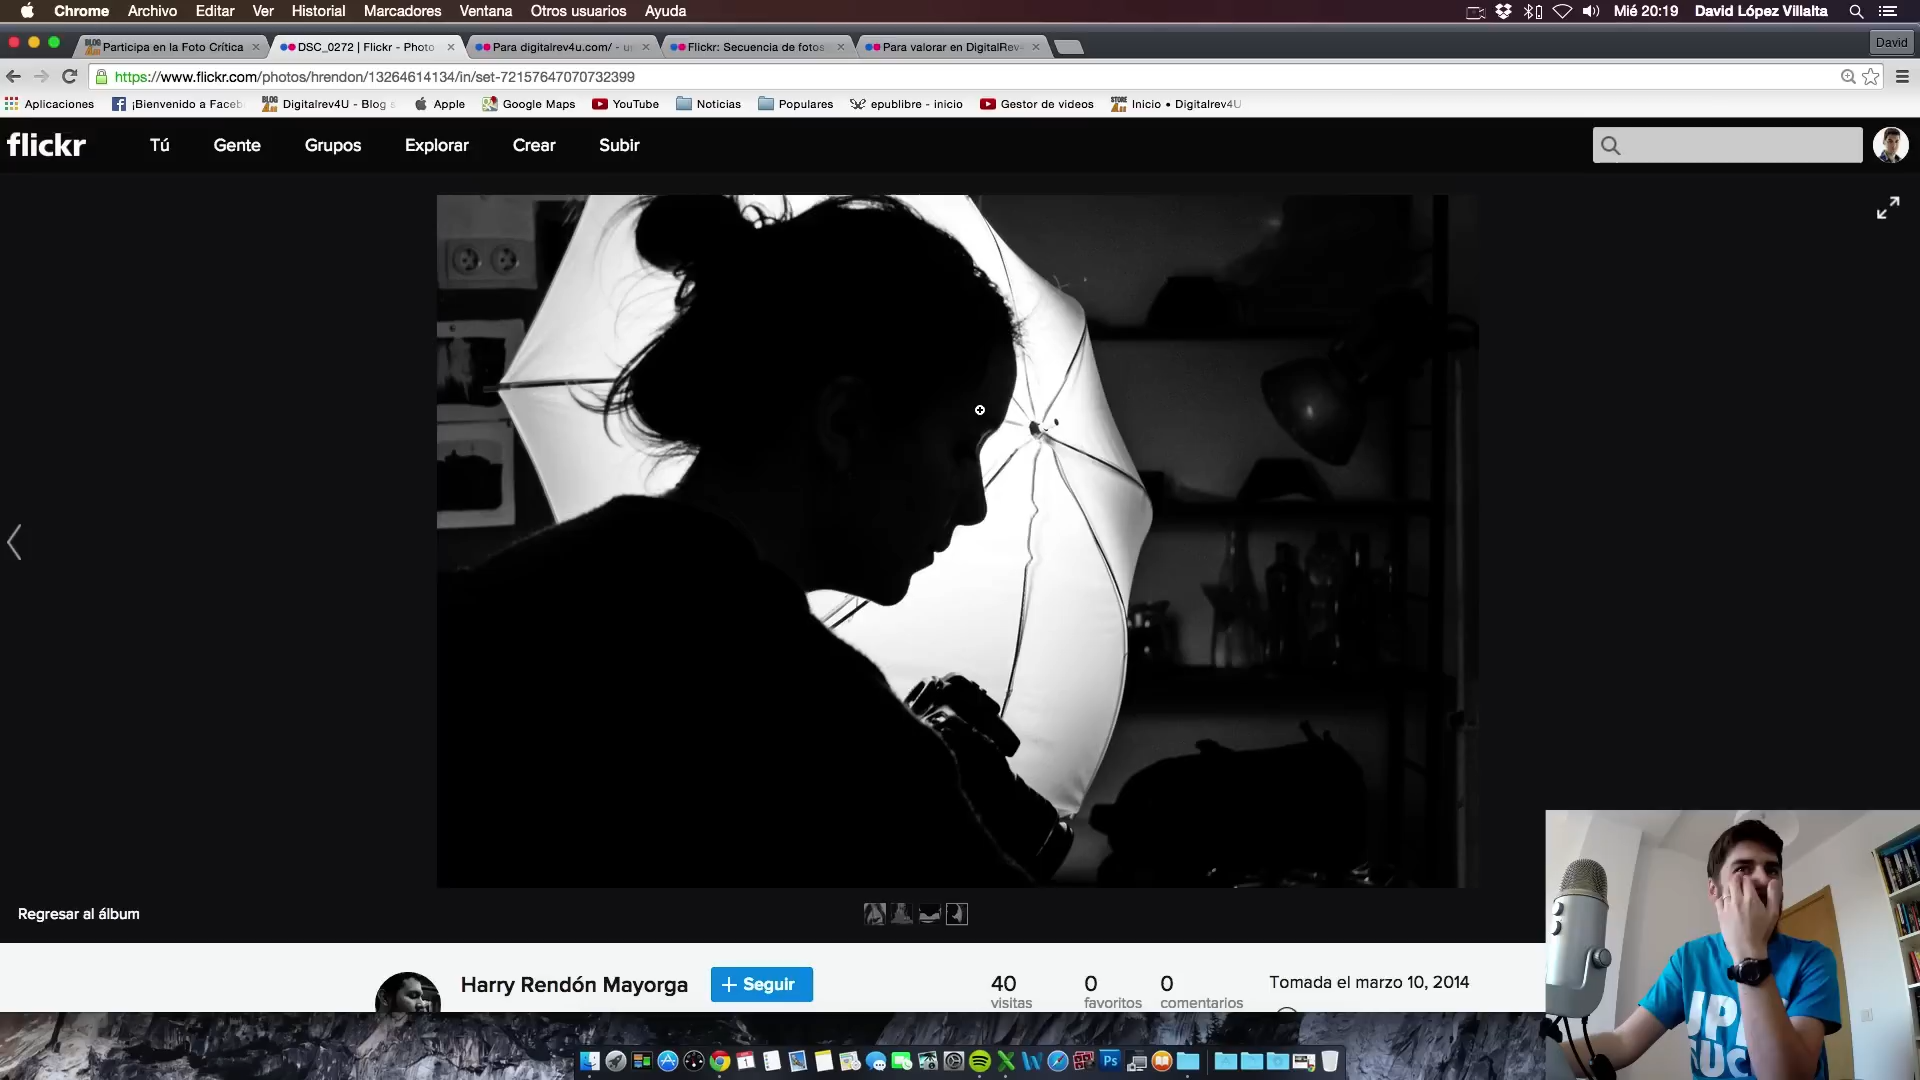 Chrome Archivo Editar Ver Historial Marcadores Ventana Otros usuarios Ayuda Mié 20:19 David López Villalta
Participa en la Foto Crítica DSC_0272 | Flickr - Photo Para digitalrev4u.com/ - Flickr: Secuencia de fotos Para valorar en DigitalRev4 David
https://www.flickr.com/photos/hrendon/13264614134/in/set-72157647070732399
Aplicaciones ¡Bienvenido a Faceb Digitalrev4U - Blog Apple Google Maps YouTube Noticias Populares epublibre - inicio Gestor de videos Inicio • Digitalrev4U
flickr Tú Gente Grupos Explorar Crear Subir
Regresar al álbum
Harry Rendón Mayorga + Seguir 40 0 0 Tomada el marzo 10, 2014
visitas favoritos comentarios